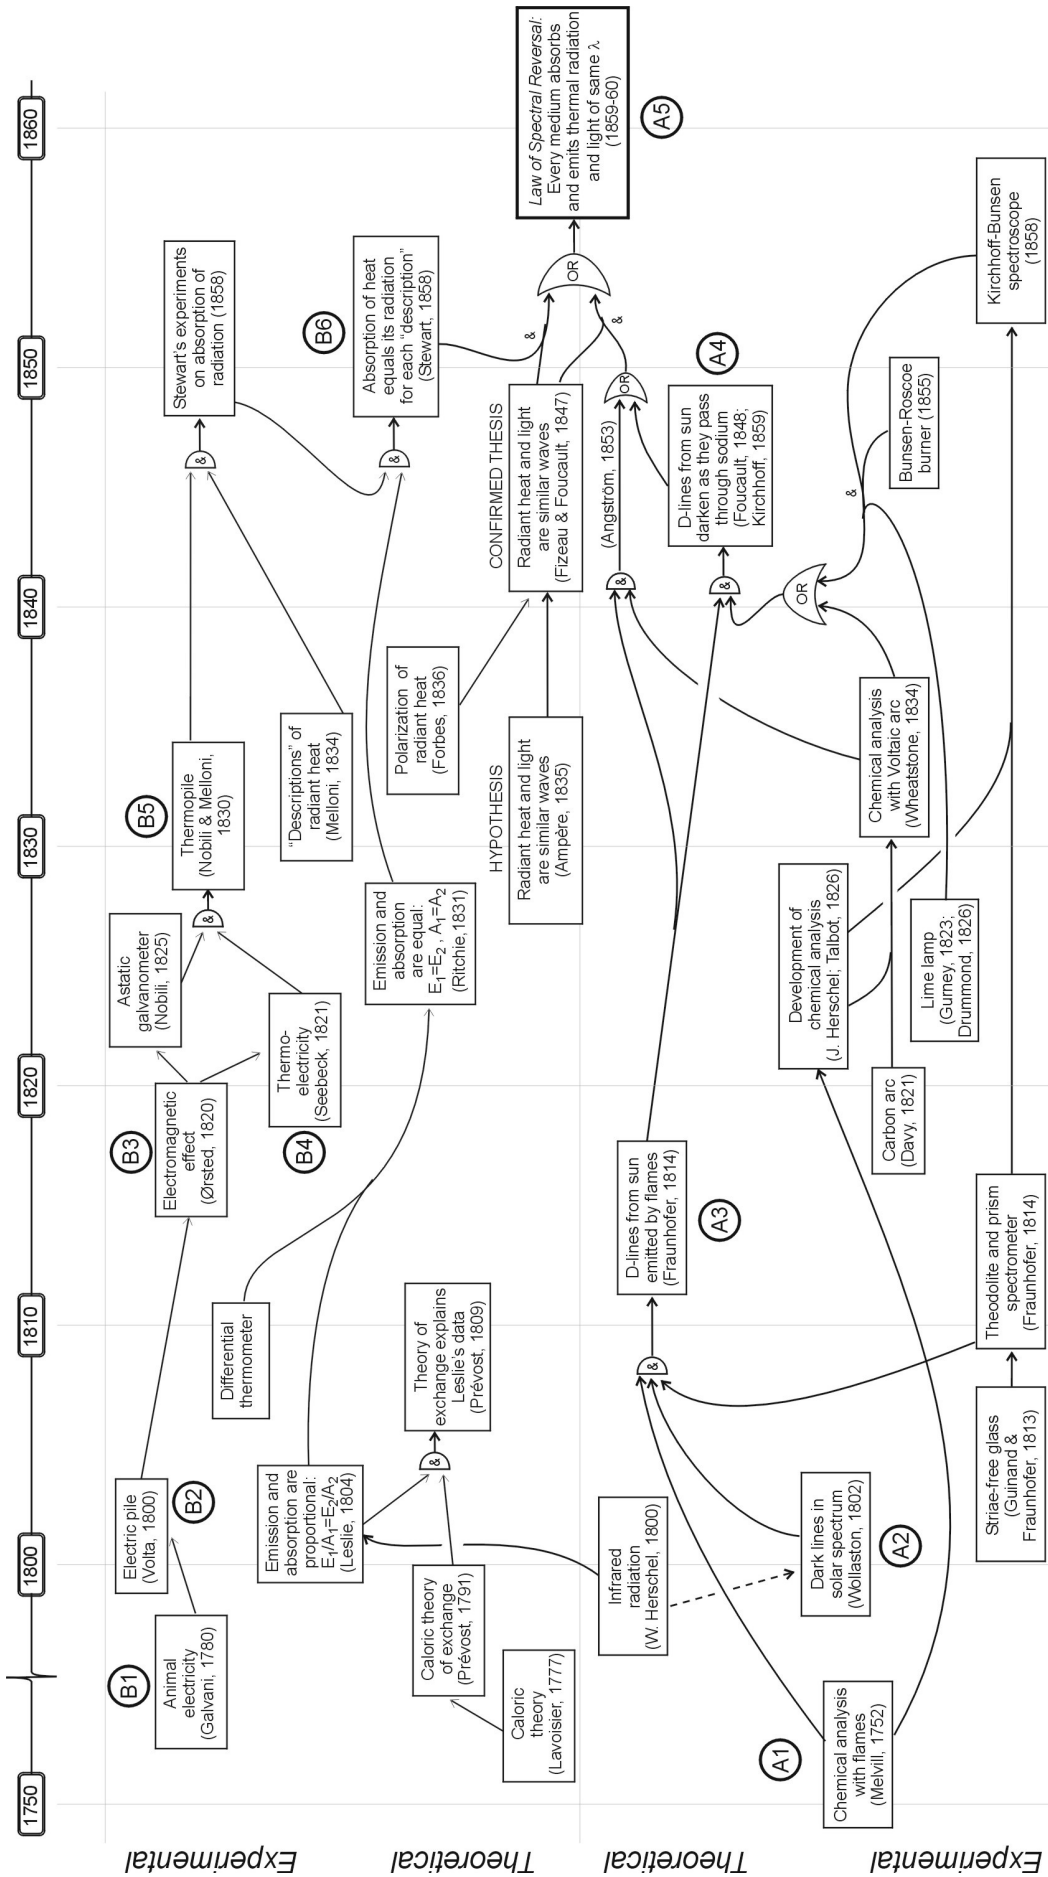 1750
1800
1810
1820
1830
1840
1850
1860
Experimental
Theoretical
Theoretical
Experimental
B1
Animal
electricity
(Galvani, 1780)
Electric pile
(Volta, 1800)
B2
B3
Electromagnetic
effect
(Ørsted, 1820)
Astatic
galvanometer
(Nobili, 1825)
Thermo-
electricity
(Seebeck, 1821)
B4
&
B5
Thermopile
(Nobili & Melloni,
1830)
"Descriptions" of
radiant heat
(Melloni, 1834)
&
Stewart's experiments
on absorption of
radiation (1858)
Differential
thermometer
Emission and
absorption are
proportional:
E1/A1=E2/A2
(Leslie, 1804)
Caloric theory
of exchange
(Prévost, 1791)
Caloric
theory
(Lavoisier, 1777)
&
Theory of
exchange explains
Leslie's data
(Prévost, 1809)
Emission and
absorption
are equal:
E1=E2 , A1=A2
(Ritchie,1831)
Polarization of
radiant heat
(Forbes, 1836)
HYPOTHESIS
Radiant heat and light
are similar waves
(Ampère, 1835)
CONFIRMED THESIS
Radiant heat and light
are similar waves
(Fizeau & Foucault, 1847)
&
B6
Absorption of heat
equals its radiation
for each "description"
(Stewart, 1858)
&
&
OR
Law of Spectral Reversal:
Every medium absorbs
and emits thermal radiation
and light of same λ
(1859-60)
A5
Infrared
radiation
(W. Herschel, 1800)
A1
Chemical analysis
with flames
(Melvill, 1752)
Dark lines in
solar spectrum
(Wollaston, 1802)
A2
&
D-lines from sun
emitted by flames
(Fraunhofer, 1814)
A3
&
(Angström, 1853)
OR
&
D-lines from sun
darken as they pass
through sodium
(Foucault, 1848;
Kirchhoff, 1859)
A4
OR
&
Development of
chemical analysis
(J. Herschel; Talbot, 1826)
Carbon arc
(Davy, 1821)
Chemical analysis
with Voltaic arc
(Wheatstone, 1834)
Lime lamp
(Gurney, 1823;
Drummond, 1826)
Bunsen-Roscoe
burner (1855)
Striae-free glass
(Guinand &
Fraunhofer, 1813)
Theodolite and prism
spectrometer
(Fraunhofer, 1814)
Kirchhoff-Bunsen
spectroscope
(1858)